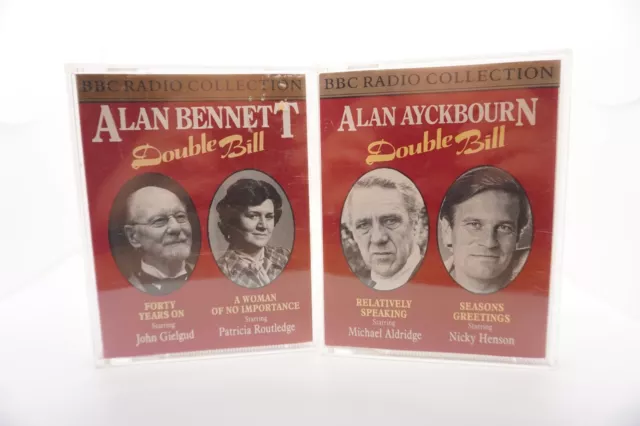 BBC RADIO COLLECTION
ALAN BENNETT
Double Bill
FORTY
YEARS ON
Starring
John Gielgud
A WOMAN
OF NO IMPORTANCE
Starring
Patricia Routledge
BBC RADIO COLLECTION
ALAN AYCKBOURN
Double Bill
RELATIVELY
SPEAKING
Starring
Michael Aldridge
SEASONS
GREETINGS
Starring
Nicky Henson